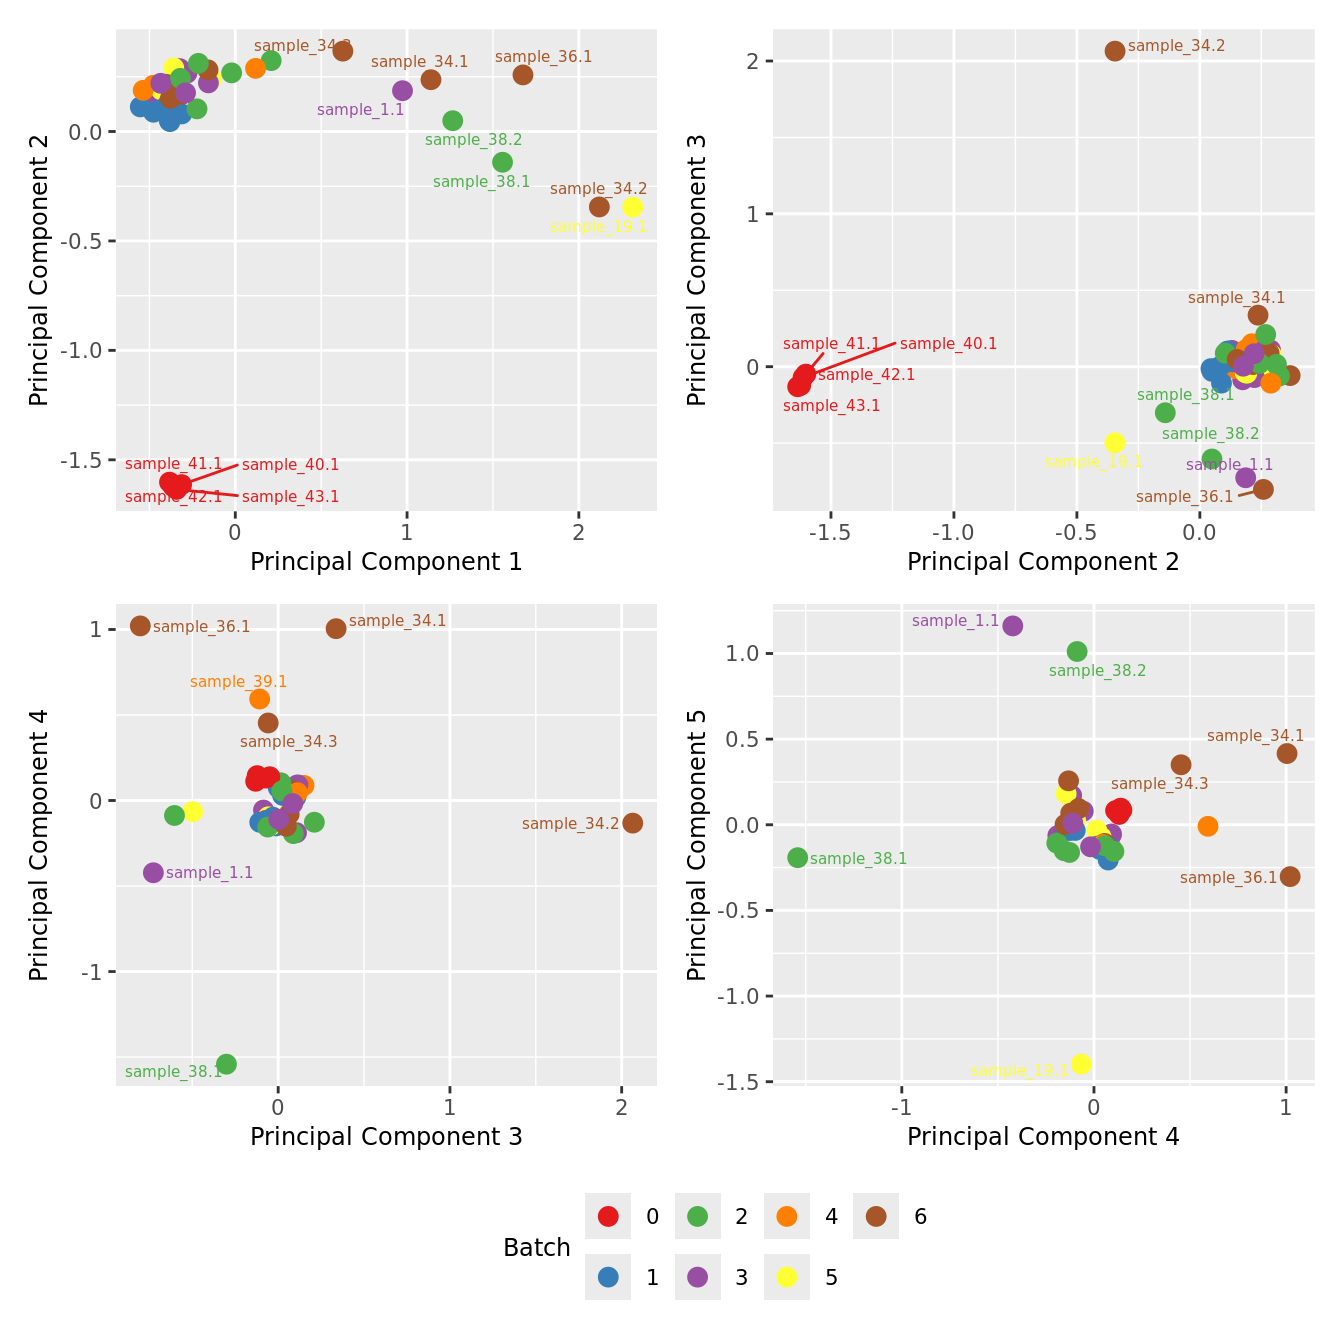 sample_34.3
sample_34.1
sample_36.1
sample_1.1
sample_38.2
sample_38.1
sample_34.2
sample_19.1
sample_41.1
sample_40.1
sample_42.1
sample_43.1
0.0
-0.5
-1.0
-1.5
0
1
2
Principal Component 1
Principal Component 2
sample_34.2
sample_34.1
sample_41.1
sample_40.1
sample_42.1
sample_43.1
sample_38.1
sample_38.2
sample_19.1
sample_1.1
sample_36.1
2
1
0
-1.5
-1.0
-0.5
0.0
Principal Component 2
Principal Component 3
sample_36.1
sample_34.1
sample_39.1
sample_34.3
sample_34.2
sample_1.1
sample_38.1
1
0
-1
0
1
2
Principal Component 3
Principal Component 4
sample_1.1
sample_38.2
sample_34.1
sample_34.3
sample_38.1
sample_36.1
sample_19.1
1.0
0.5
0.0
-0.5
-1.0
-1.5
-1
0
1
Principal Component 4
Principal Component 5
Batch
0
2
4
6
1
3
5